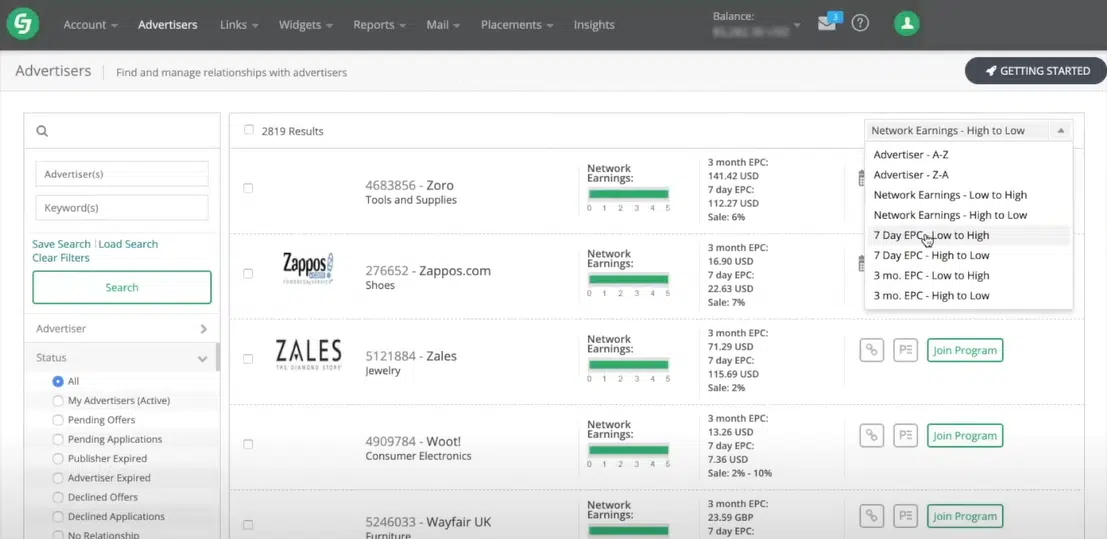 Account
Advertisers
Links
Widgets
Reports
Mail
Placements
Insights
Balance:
3
Advertisers
Find and manage relationships with advertisers
GETTING STARTED
Advertiser(s)
Keyword(s)
Save Search | Load Search
Clear Filters
Search
Advertiser
Status
All
My Advertisers (Active)
Pending Offers
Pending Applications
Publisher Expired
Advertiser Expired
Declined Offers
Declined Applications
No Relationship
2819 Results
Network Earnings - High to Low
Advertiser - A-Z
Advertiser - Z-A
Network Earnings - Low to High
Network Earnings - High to Low
7 Day EPC - Low to High
7 Day EPC - High to Low
3 mo. EPC - Low to High
3 mo. EPC - High to Low
4683856 - Zoro
Tools and Supplies
Network
Earnings:
0 1 2 3 4 5
3 month EPC:
141.42 USD
7 day EPC:
112.27 USD
Sale: 6%
Zappos
.com
POWERED by SERVICE
276652 - Zappos.com
Shoes
Network
Earnings:
0 1 2 3 4 5
3 month EPC:
16.90 USD
7 day EPC:
22.63 USD
Sale: 7%
ZALES
THE DIAMOND STORE
5121884 - Zales
Jewelry
Network
Earnings:
0 1 2 3 4 5
3 month EPC:
71.29 USD
7 day EPC:
115.69 USD
Sale: 2%
Join Program
4909784 - Woot!
Consumer Electronics
Network
Earnings:
0 1 2 3 4 5
3 month EPC:
13.26 USD
7 day EPC:
7.36 USD
Sale: 2% - 10%
Join Program
5246033 - Wayfair UK
Furniture
Network
Earnings:
3 month EPC:
23.59 GBP
7 day EPC:
Join Program